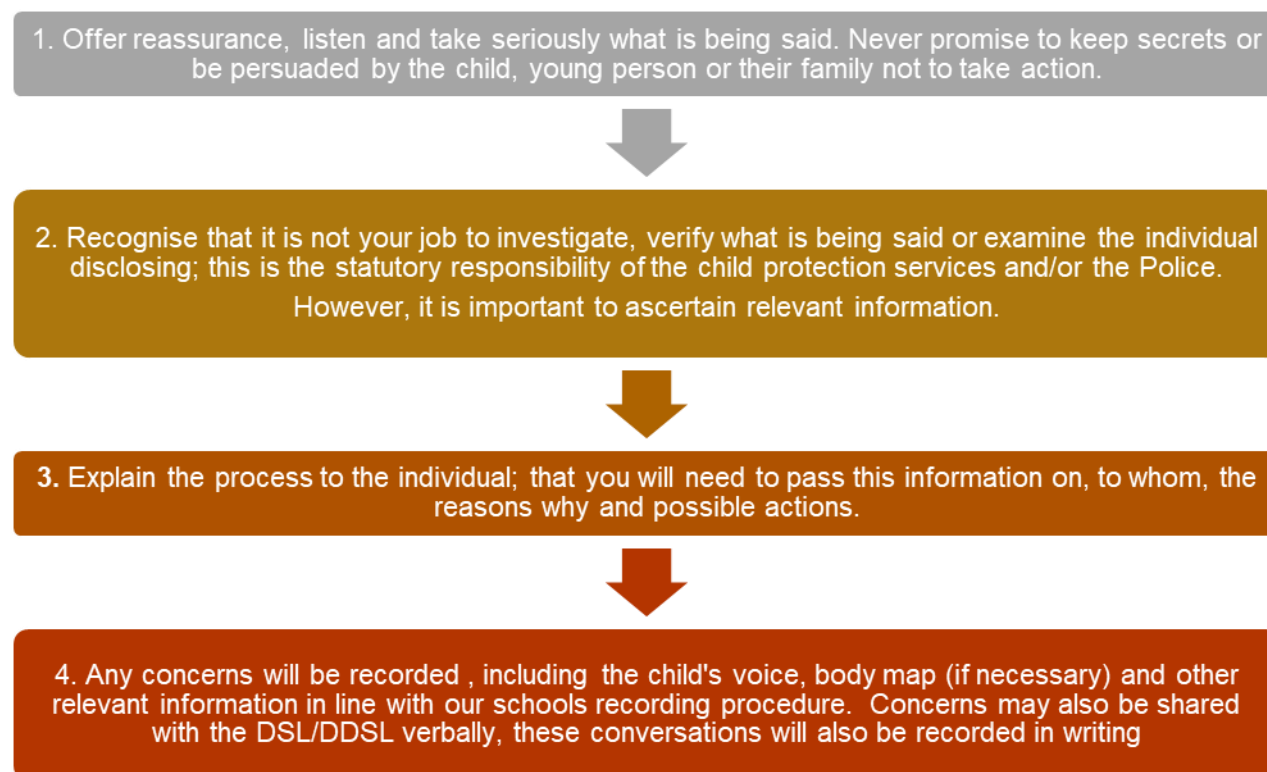 1. Offer reassurance, listen and take seriously what is being said. Never promise to keep secrets or
be persuaded by the child, young person or their family not to take action.
2. Recognise that it is not your job to investigate, verify what is being said or examine the individual
disclosing; this is the statutory responsibility of the child protection services and/or the Police.
However, it is important to ascertain relevant information.
3. Explain the process to the individual; that you will need to pass this information on, to whom, the
reasons why and possible actions.
4. Any concerns will be recorded , including the child's voice, body map (if necessary) and other
relevant information in line with our schools recording procedure. Concerns may also be shared
with the DSL/DDSL verbally, these conversations will also be recorded in writing